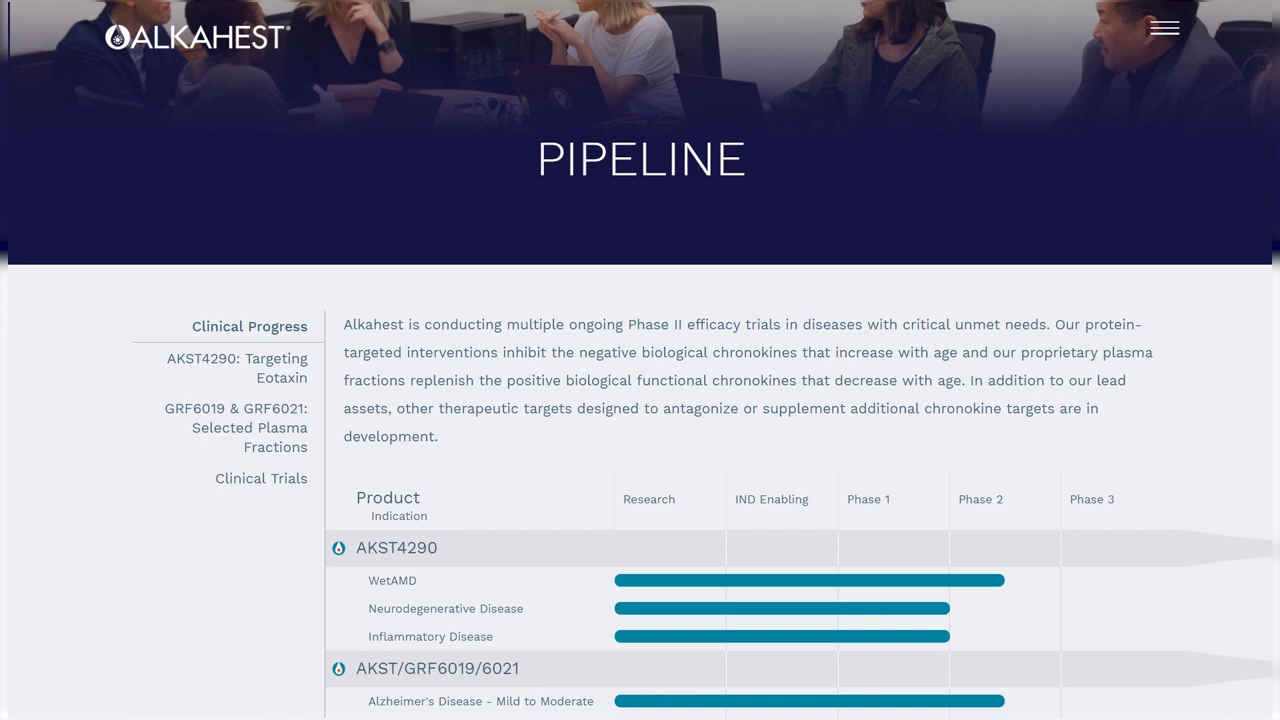 ALKAHEST®
PIPELINE
Clinical Progress
AKST4290: Targeting
Eotaxin
GRF6019 & GRF6021:
Selected Plasma
Fractions
Clinical Trials
Alkahest is conducting multiple ongoing Phase II efficacy trials in diseases with critical unmet needs. Our protein-
targeted interventions inhibit the negative biological chronokines that increase with age and our proprietary plasma
fractions replenish the positive biological functional chronokines that decrease with age. In addition to our lead
assets, other therapeutic targets designed to antagonize or supplement additional chronokine targets are in
development.
Product
Indication
Research
IND Enabling
Phase 1
Phase 2
Phase 3
AKST4290
WetAMD
Neurodegenerative Disease
Inflammatory Disease
AKST/GRF6019/6021
Alzheimer's Disease - Mild to Moderate